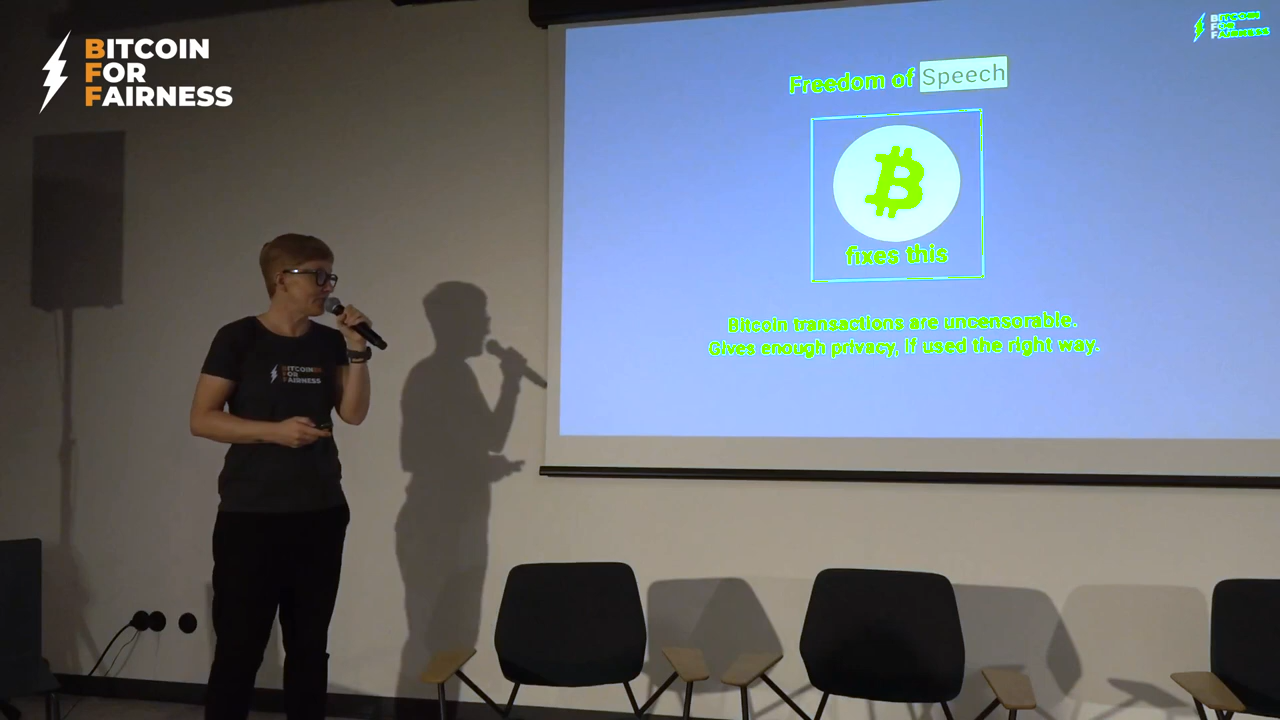 BITCOIN
FOR
FAIRNESS
BITCOIN
FOR
FAIRNESS
Freedom of Speech
fixes this
Bitcoin transactions are uncensorable.
Gives enough privacy, if used the right way.
BITCOIN
FOR
FAIRNESS